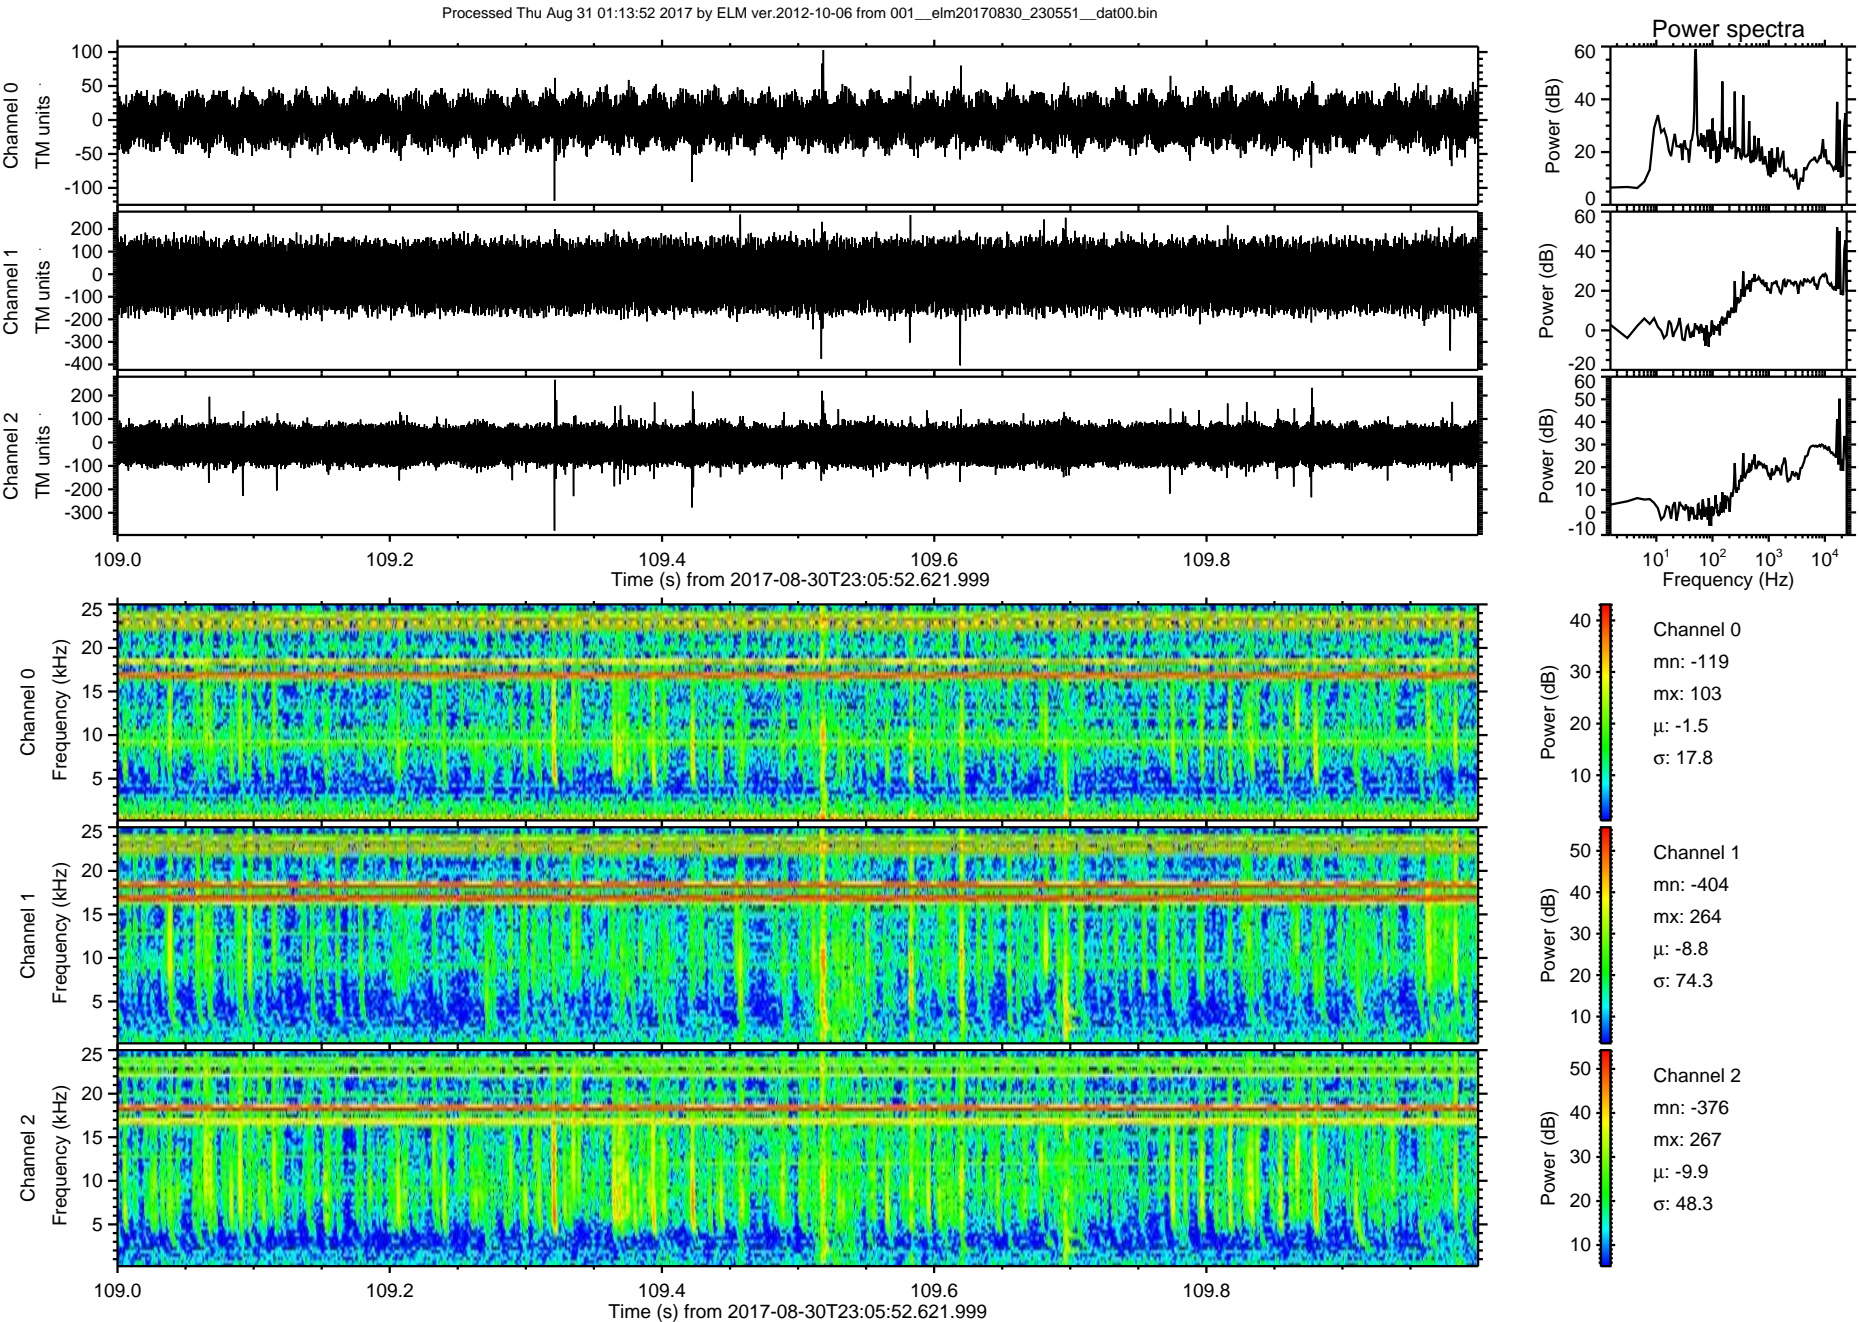 Processed Thu Aug 31 01:13:52 2017 by ELM ver.2012-10-06 from 001__elm20170830_230551__dat00.bin
Power spectra
Channel 0
TM units
100
50
0
-50
-100
Power (dB)
60
40
20
0
Channel 1
TM units
200
100
0
-100
-200
-300
-400
Power (dB)
60
40
20
0
-20
Channel 2
TM units
200
100
0
-100
-200
-300
Power (dB)
60
50
40
30
20
10
0
-10
109.0 109.2 109.4 109.6 109.8
Time (s) from 2017-08-30T23:05:52.621.999
10^1 10^2 10^3 10^4
Frequency (Hz)
Channel 0
Frequency (kHz)
25
20
15
10
5
Power (dB)
40
30
20
10
Channel 0
mn: -119
mx: 103
μ: -1.5
σ: 17.8
Channel 1
Frequency (kHz)
25
20
15
10
5
Power (dB)
50
40
30
20
10
Channel 1
mn: -404
mx: 264
μ: -8.8
σ: 74.3
Channel 2
Frequency (kHz)
25
20
15
10
5
Power (dB)
50
40
30
20
10
Channel 2
mn: -376
mx: 267
μ: -9.9
σ: 48.3
109.0 109.2 109.4 109.6 109.8
Time (s) from 2017-08-30T23:05:52.621.999